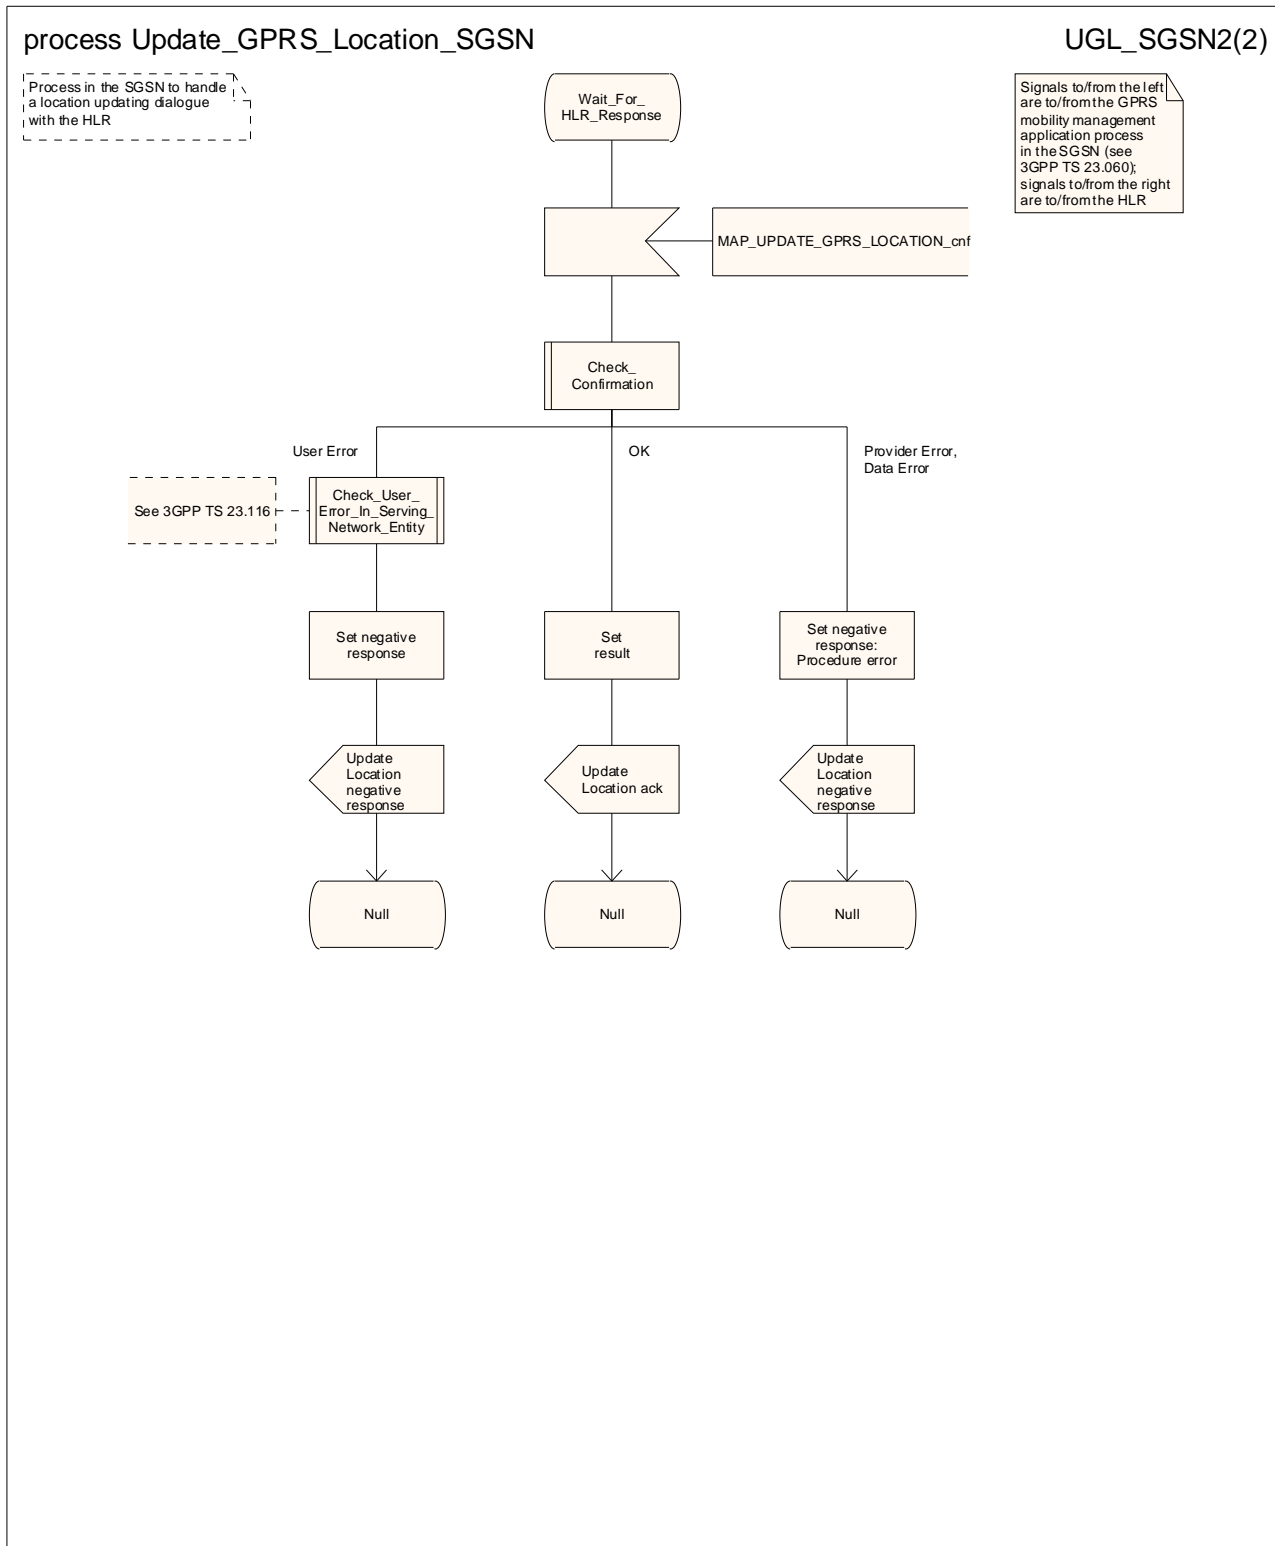 process Update_GPRS_Location_SGSN
UGL_SGSN2(2)
Process in the SGSN to handle
a location updating dialogue
with the HLR
Wait_For_
HLR_Response
Signals to/from the left
are to/from the GPRS
mobility management
application process
in the SGSN (see
3GPP TS 23.060);
signals to/from the right
are to/from the HLR
MAP_UPDATE_GPRS_LOCATION_cnf
Check_
Confirmation
User Error
OK
Provider Error,
Data Error
See 3GPP TS 23.116
Check_User_
Error_In_Serving_
Network_Entity
Set negative
response
Set
result
Set negative
response:
Procedure error
Update
Location
negative
response
Update
Location ack
Update
Location
negative
response
Null
Null
Null